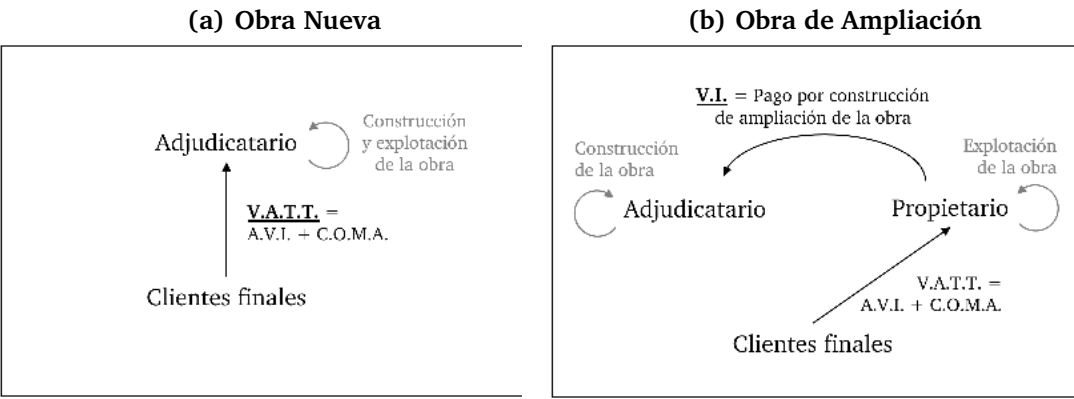 (a) Obra Nueva
Construcción
y explotación
de la obra
Adjudicatario
V.A.T.T. =
A.V.I. + C.O.M.A.
Clientes finales
(b) Obra de Ampliación
V.I. = Pago por construcción
de ampliación de la obra
Construcción
de la obra
Explotación
de la obra
Adjudicatario
Propietario
V.A.T.T. =
A.V.I. + C.O.M.A.
Clientes finales